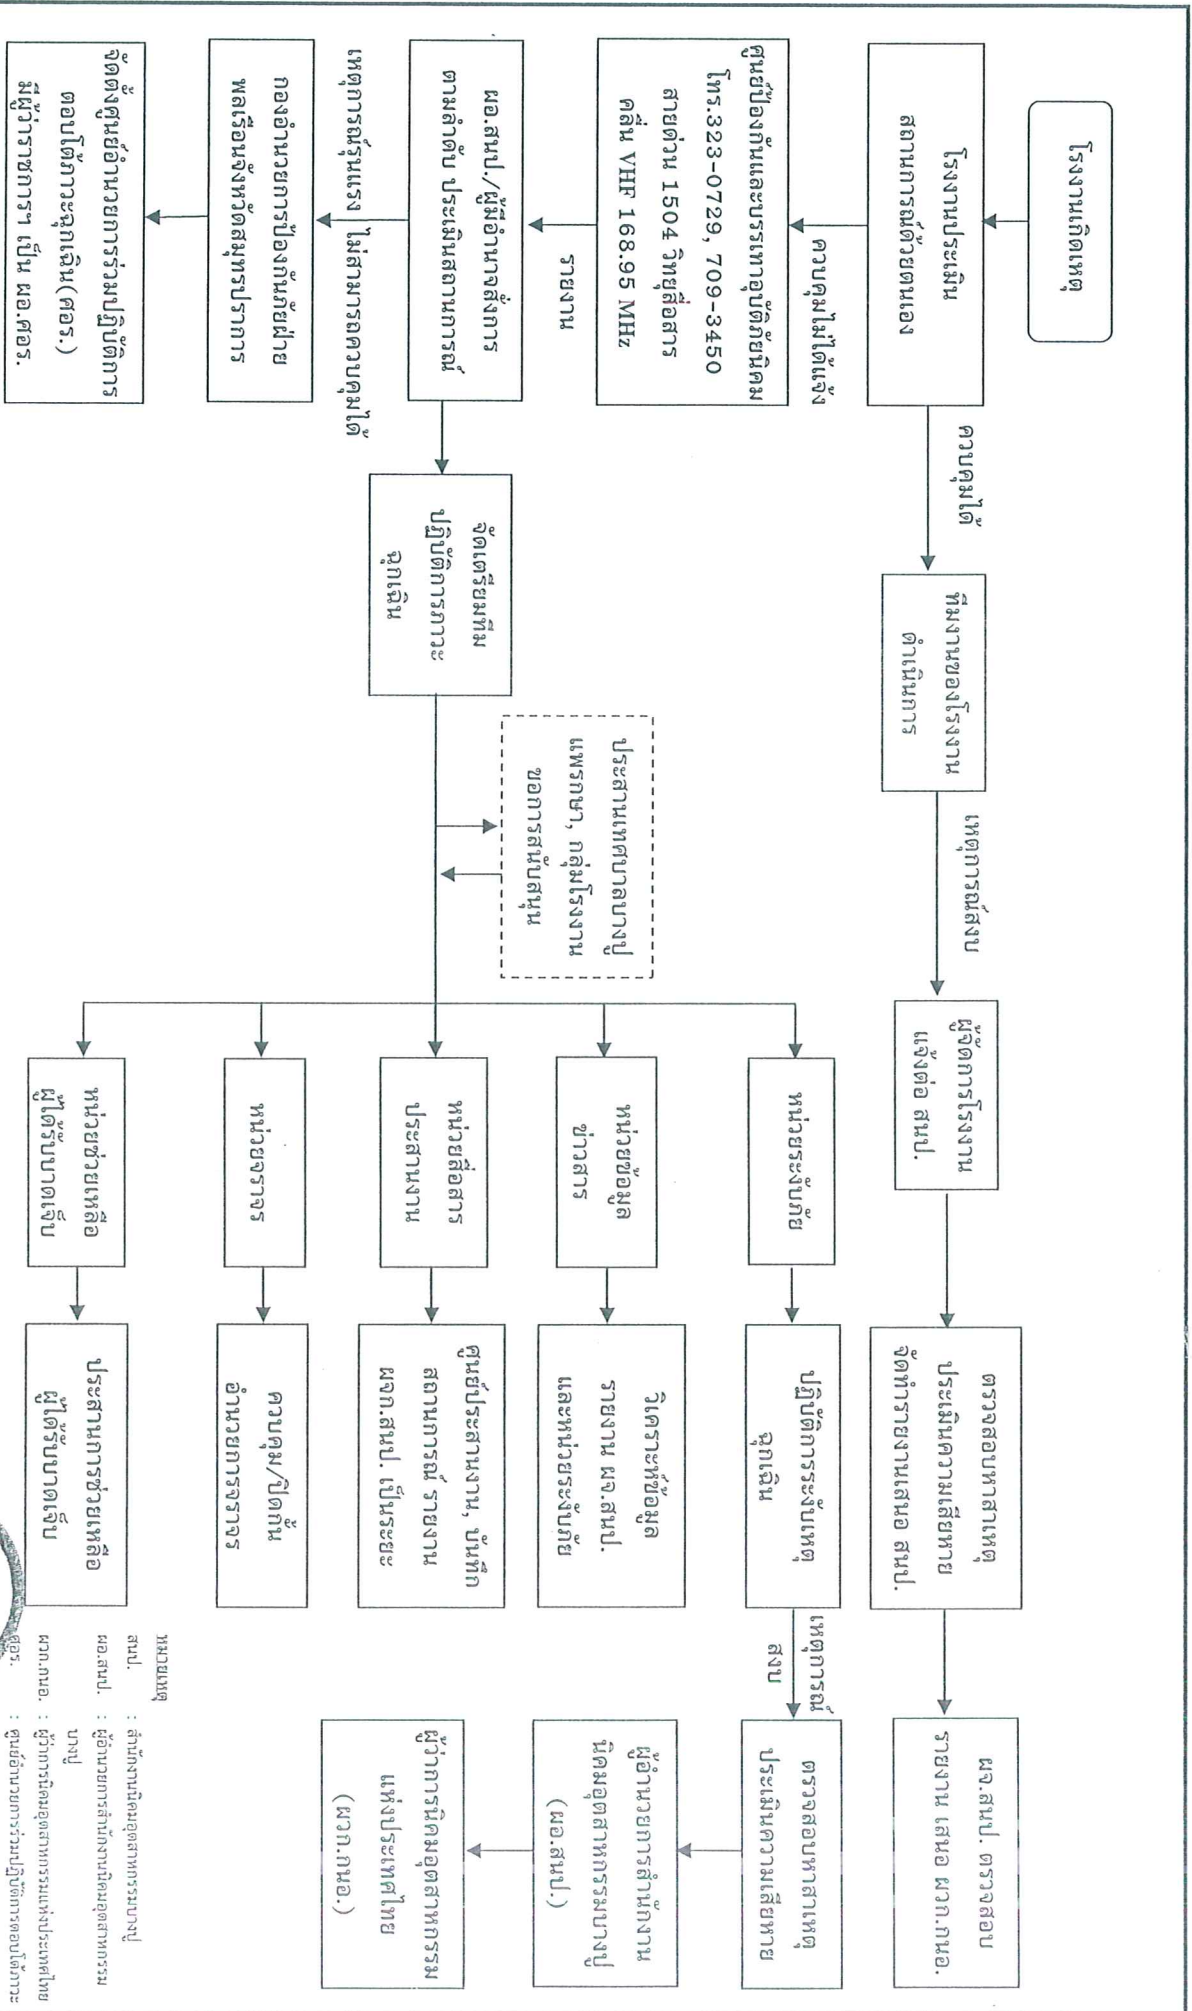 โรงงานเกิดเหตุ
โรงงานประเมิน
สถานการณ์ด้วยตนเอง
ควบคุมได้
ทีมงานของโรงงาน
ดำเนินการ
เหตุการณ์สงบ
ผู้จัดการโรงงาน
แจ้งต่อ สนป.
ตรวจสอบหาสาเหตุ
ประเมินความเสียหาย
จัดทำรายงานเสนอ สนป.
ผจ.สนป. ตรวจสอบ
รายงาน เสนอ ผวก.กนอ.
ควบคุมไม่ได้แจ้ง
ศูนย์ป้องกันและบรรเทาอุบัติภัยนิคม
โทร.323-0729, 709-3450
สายด่วน 1504 วิทยุสื่อสาร
คลื่น VHF 168.95 MHz
รายงาน
ผอ.สนป./ผู้มีอำนาจสั่งการ
ตามลำดับ ประเมินสถานการณ์
เหตุการณ์รุนแรง ไม่สามารถควบคุมได้
กองอำนวยการป้องกันภัยฝ่าย
พลเรือนจังหวัดสมุทรปราการ
จัดตั้งศูนย์อำนวยการร่วมปฏิบัติการ
ตอบโต้ภาวะฉุกเฉิน(ศอร.)
มีผู้ว่าราชการฯ เป็น ผอ.ศอร.
จัดเตรียมทีม
ปฏิบัติการภาวะ
ฉุกเฉิน
ประสานเทศบาลบางปู
แพรกษา, กลุ่มโรงงาน
ขอการสนับสนุน
หน่วยระงับภัย
ปฏิบัติการระงับเหตุ
ฉุกเฉิน
เหตุการณ์
สงบ
ตรวจสอบหาสาเหตุ
ประเมินความเสียหาย
ผู้อำนวยการสำนักงาน
นิคมอุตสาหกรรมบางปู
(ผอ.สนป.)
ผู้ว่าการนิคมอุตสาหกรรม
แห่งประเทศไทย
(ผวก.กนอ.)
หน่วยข้อมูล
ข่าวสาร
วิเคราะห์ข้อมูล
รายงาน ผจ.สนป.
และหน่วยระงับภัย
หน่วยสื่อสาร
ประสานงาน
ศูนย์ประสานงาน, บันทึก
สถานการณ์ รายงาน
ผจก.สนป. เป็นระยะ
หน่วยจราจร
ควบคุม/ปิดกั้น
อำนวยการจราจร
หน่วยช่วยเหลือ
ผู้ได้รับบาดเจ็บ
ประสานการช่วยเหลือ
ผู้ได้รับบาดเจ็บ
หมายเหตุ
สนป. : สำนักงานนิคมอุตสาหกรรมบางปู
ผอ.สนป. : ผู้อำนวยการสำนักงานนิคมอุตสาหกรรม
บางปู
ผวก.กนอ. : ผู้ว่าการนิคมอุตสาหกรรมแห่งประเทศไทย
ศอร. : ศูนย์อำนวยการร่วมปฏิบัติการตอบโต้ภาวะ